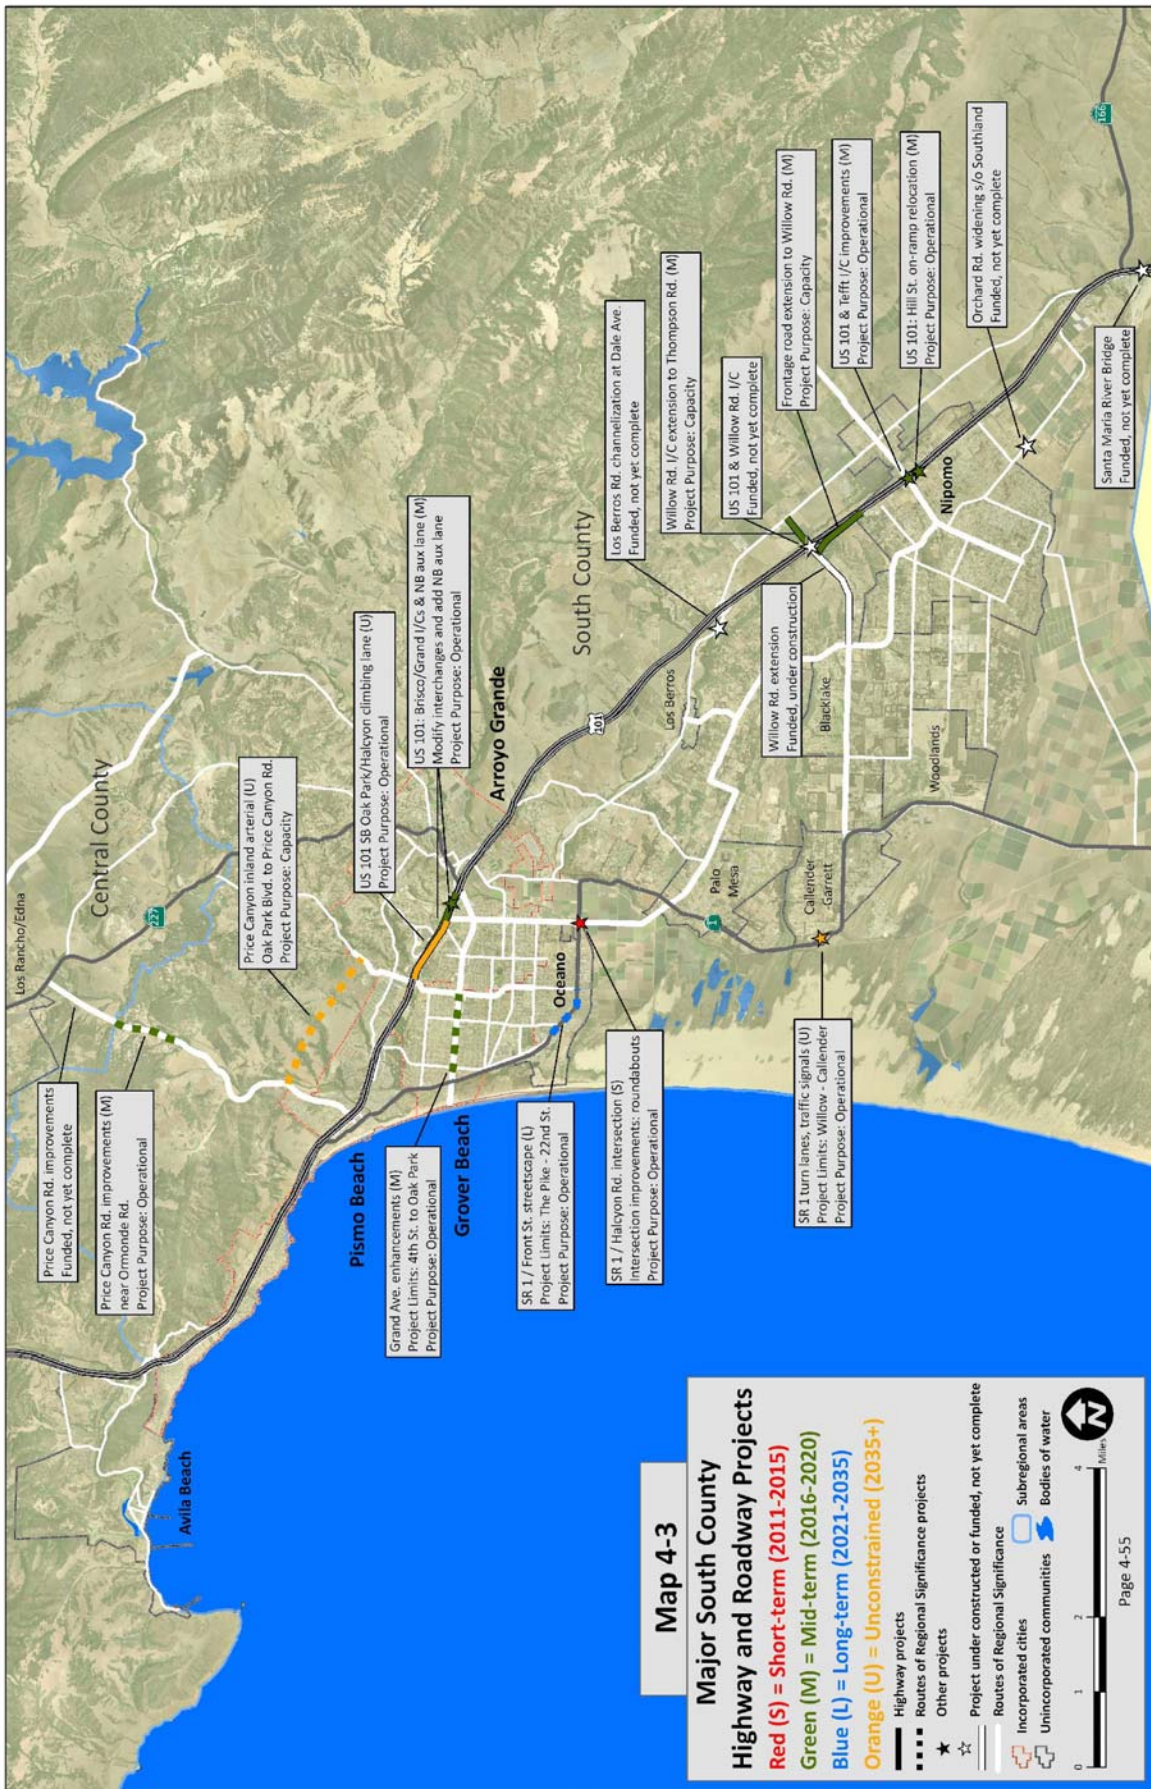 Los Rancho/Edna
Central County
227
Price Canyon Rd. improvements
Funded, not yet complete
Price Canyon Rd. improvements (M)
near Ormonde Rd.
Project Purpose: Operational
Price Canyon inland arterial (U)
Oak Park Blvd. to Price Canyon Rd.
Project Purpose: Capacity
US 101 SB Oak Park/Halcyon climbing lane (U)
Project Purpose: Operational
US 101: Brisco/Grand I/Cs & NB aux lane (M)
Modify interchanges and add NB aux lane
Project Purpose: Operational
Avila Beach
Pismo Beach
Grover Beach
Arroyo Grande
Oceano
South County
101
Grand Ave. enhancements (M)
Project Limits: 4th St. to Oak Park
Project Purpose: Operational
SR 1 / Front St. streetscape (L)
Project Limits: The Pike - 22nd St.
Project Purpose: Operational
SR 1 / Halcyon Rd. intersection (S)
Intersection improvements: roundabouts
Project Purpose: Operational
Los Berros Rd. channelization at Dale Ave.
Funded, not yet complete
Willow Rd. I/C extension to Thompson Rd. (M)
Project Purpose: Capacity
US 101 & Willow Rd. I/C
Funded, not yet complete
Frontage road extension to Willow Rd. (M)
Project Purpose: Capacity
US 101 & Tefft I/C improvements (M)
Project Purpose: Operational
US 101: Hill St. on-ramp relocation (M)
Project Purpose: Operational
Orchard Rd. widening s/o Southland
Funded, not yet complete
166
Los Berros
Palo
Mesa
1
Willow Rd. extension
Funded, under construction
Blacklake
Callender
Garrett
Woodlands
Nipomo
SR 1 turn lanes, traffic signals (U)
Project Limits: Willow - Callender
Project Purpose: Operational
Santa Maria River Bridge
Funded, not yet complete
Map 4-3
Major South County
Highway and Roadway Projects
Red (S) = Short-term (2011-2015)
Green (M) = Mid-term (2016-2020)
Blue (L) = Long-term (2021-2035)
Orange (U) = Unconstrained (2035+)
Highway projects
Routes of Regional Significance projects
Other projects
Project under constructed or funded, not yet complete
Routes of Regional Significance
Incorporated cities
Subregional areas
Unincorporated communities
Bodies of water
0 1 2 4
Miles
N
Page 4-55